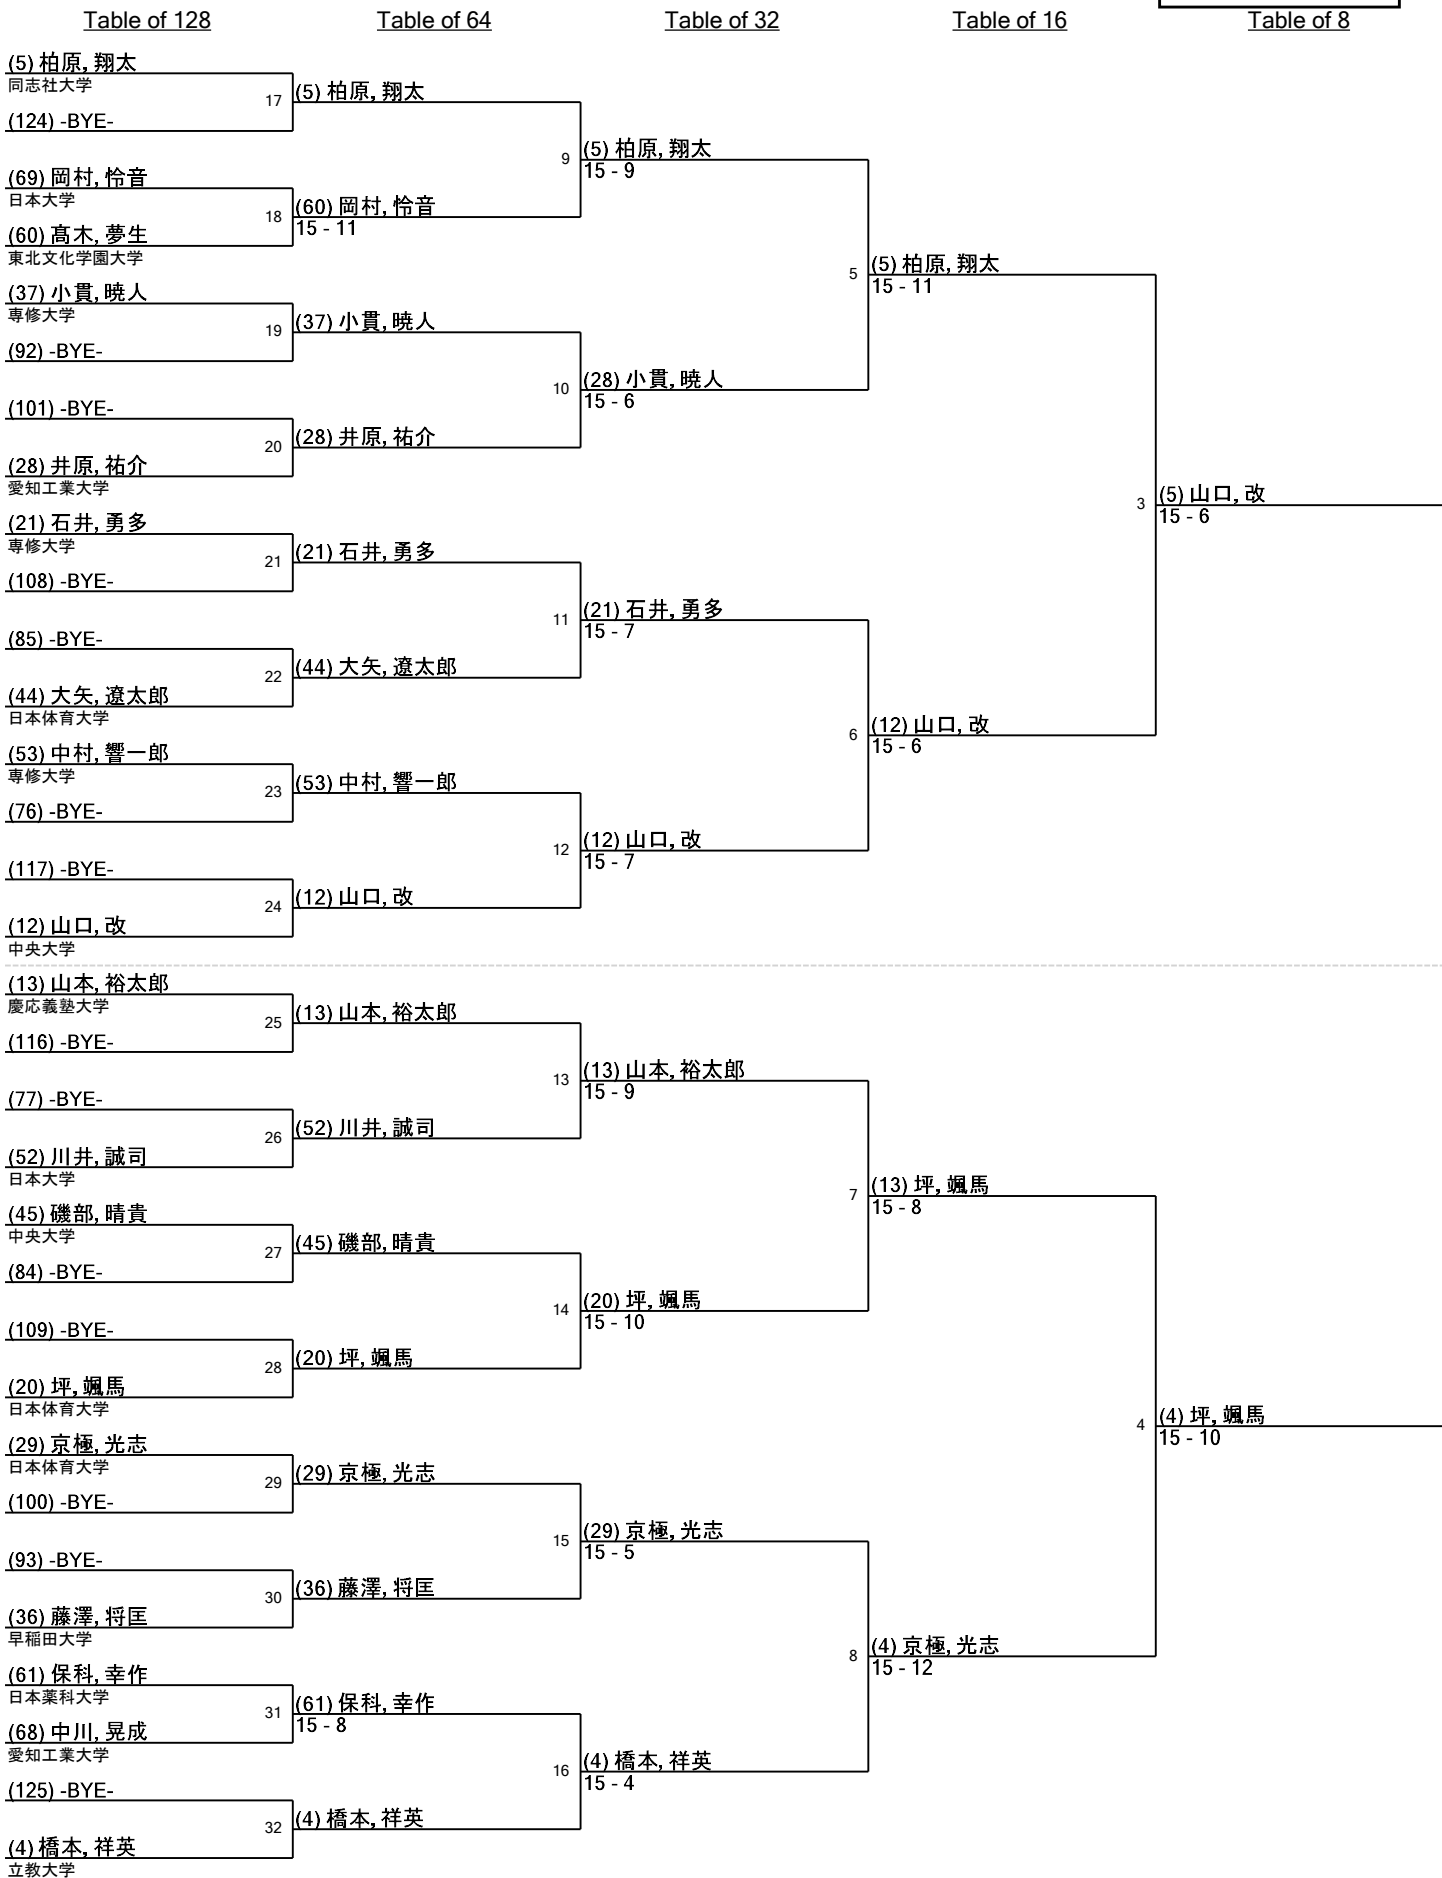 Table of 128
Table of 64
Table of 32
Table of 16
Table of 8
(5) 柏原, 翔太
同志社大学
17
(5) 柏原, 翔太
(124) -BYE-
9
(5) 柏原, 翔太
15 - 9
(69) 岡村, 怜音
日本大学
18
(60) 岡村, 怜音
15 - 11
(60) 髙木, 夢生
東北文化学園大学
5
(5) 柏原, 翔太
15 - 11
(37) 小貫, 暁人
専修大学
19
(37) 小貫, 暁人
(92) -BYE-
10
(28) 小貫, 暁人
15 - 6
(101) -BYE-
20
(28) 井原, 祐介
(28) 井原, 祐介
愛知工業大学
3
(5) 山口, 改
15 - 6
(21) 石井, 勇多
専修大学
21
(21) 石井, 勇多
(108) -BYE-
11
(21) 石井, 勇多
15 - 7
(85) -BYE-
22
(44) 大矢, 遼太郎
(44) 大矢, 遼太郎
日本体育大学
6
(12) 山口, 改
15 - 6
(53) 中村, 響一郎
専修大学
23
(53) 中村, 響一郎
(76) -BYE-
12
(12) 山口, 改
15 - 7
(117) -BYE-
24
(12) 山口, 改
(12) 山口, 改
中央大学
(13) 山本, 裕太郎
慶応義塾大学
25
(13) 山本, 裕太郎
(116) -BYE-
13
(13) 山本, 裕太郎
15 - 9
(77) -BYE-
26
(52) 川井, 誠司
(52) 川井, 誠司
日本大学
7
(13) 坪, 颯馬
15 - 8
(45) 磯部, 晴貴
中央大学
27
(45) 磯部, 晴貴
(84) -BYE-
14
(20) 坪, 颯馬
15 - 10
(109) -BYE-
28
(20) 坪, 颯馬
(20) 坪, 颯馬
日本体育大学
4
(4) 坪, 颯馬
15 - 10
(29) 京極, 光志
日本体育大学
29
(29) 京極, 光志
(100) -BYE-
15
(29) 京極, 光志
15 - 5
(93) -BYE-
30
(36) 藤澤, 将匡
(36) 藤澤, 将匡
早稲田大学
8
(4) 京極, 光志
15 - 12
(61) 保科, 幸作
日本薬科大学
31
(61) 保科, 幸作
15 - 8
(68) 中川, 晃成
愛知工業大学
16
(4) 橋本, 祥英
15 - 4
(125) -BYE-
32
(4) 橋本, 祥英
(4) 橋本, 祥英
立教大学